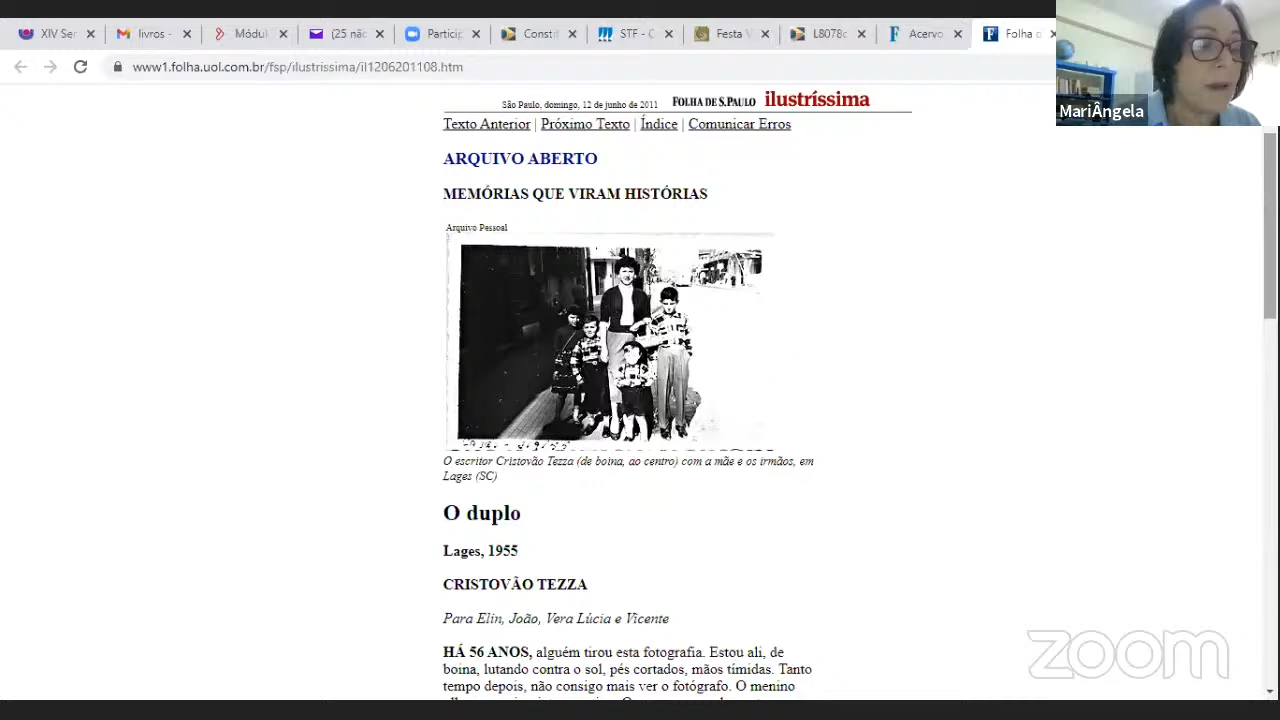 XIV Ser
livros -
Módul
(25 nãc
Particip
Constit
STF - C
Festa V
L8078c
Acervo
Folha o
www1.folha.uol.com.br/fsp/ilustrissima/il1206201108.htm
MariÂngela
São Paulo, domingo, 12 de junho de 2011 FOLHA DE S.PAULO ilustríssima
Texto Anterior | Próximo Texto | Índice | Comunicar Erros
ARQUIVO ABERTO
MEMÓRIAS QUE VIRAM HISTÓRIAS
Arquivo Pessoal
O escritor Cristovão Tezza (de boina, ao centro) com a mãe e os irmãos, em
Lages (SC)
O duplo
Lages, 1955
CRISTOVÃO TEZZA
Para Elin, João, Vera Lúcia e Vicente
HÁ 56 ANOS, alguém tirou esta fotografia. Estou ali, de
boina, lutando contra o sol, pés cortados, mãos tímidas. Tanto
tempo depois, não consigo mais ver o fotógrafo. O menino
zoom